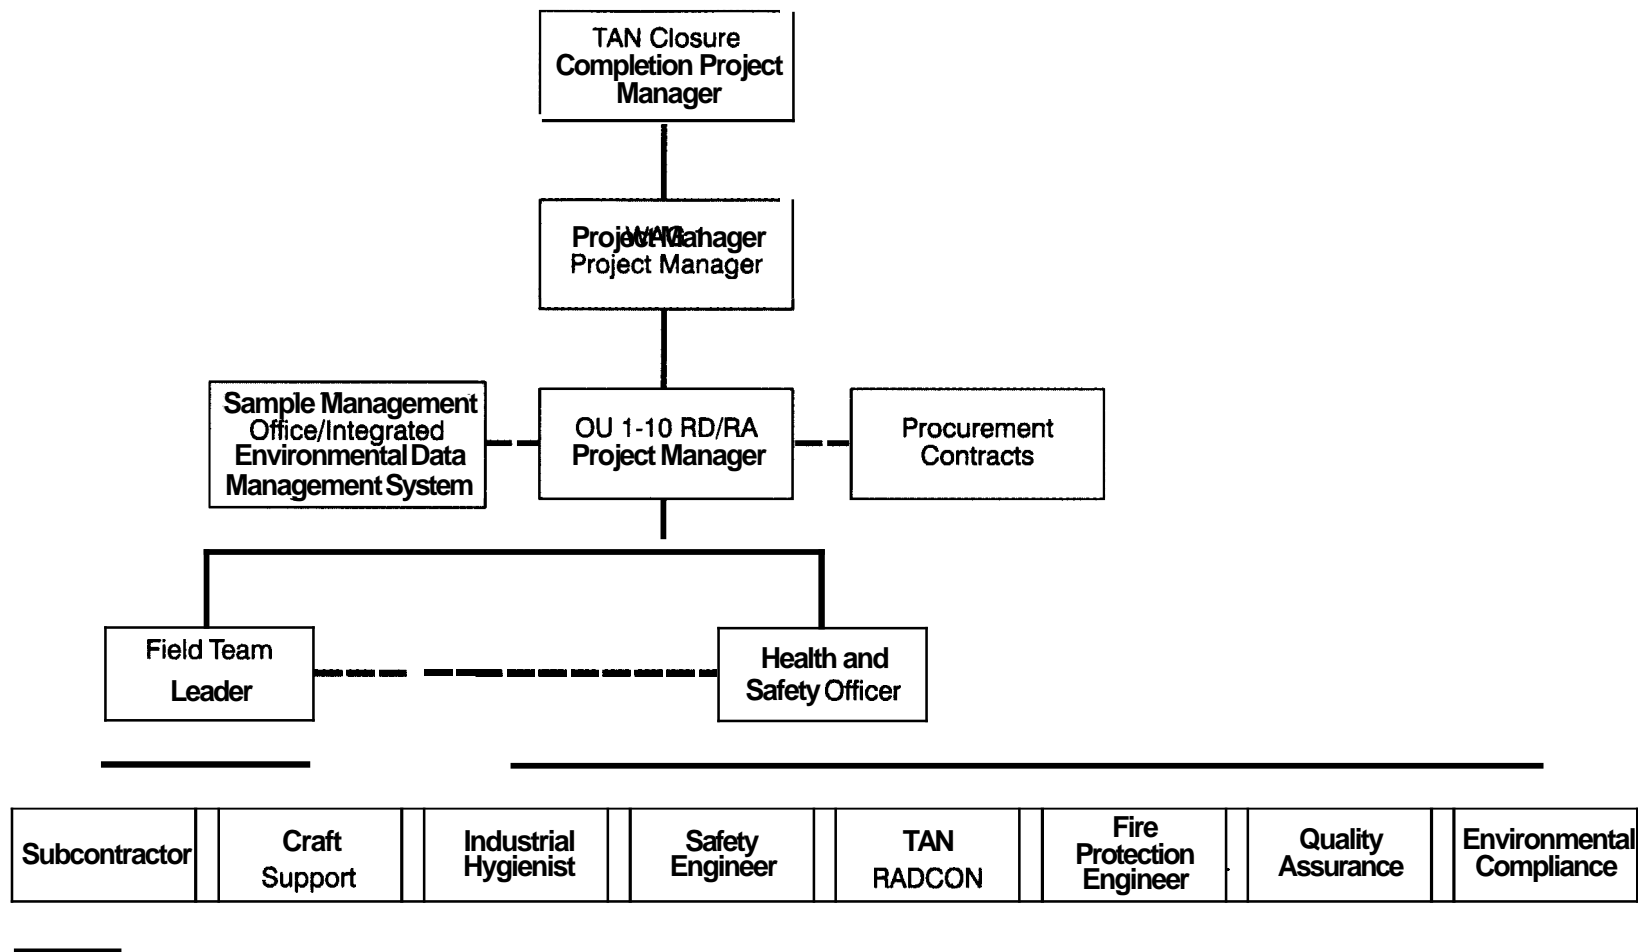 TAN Closure
Completion Project
Manager
WAG 1
Project Manager
Sample Management
Office/Integrated
Environmental Data
Management System
OU 1-10 RD/RA
Project Manager
Procurement
Contracts
Field Team
Leader
Health and
Safety Officer
Subcontractor
Craft
Support
Industrial
Hygienist
Safety
Engineer
TAN
RADCON
Fire
Protection
Engineer
Quality
Assurance
Environmental
Compliance